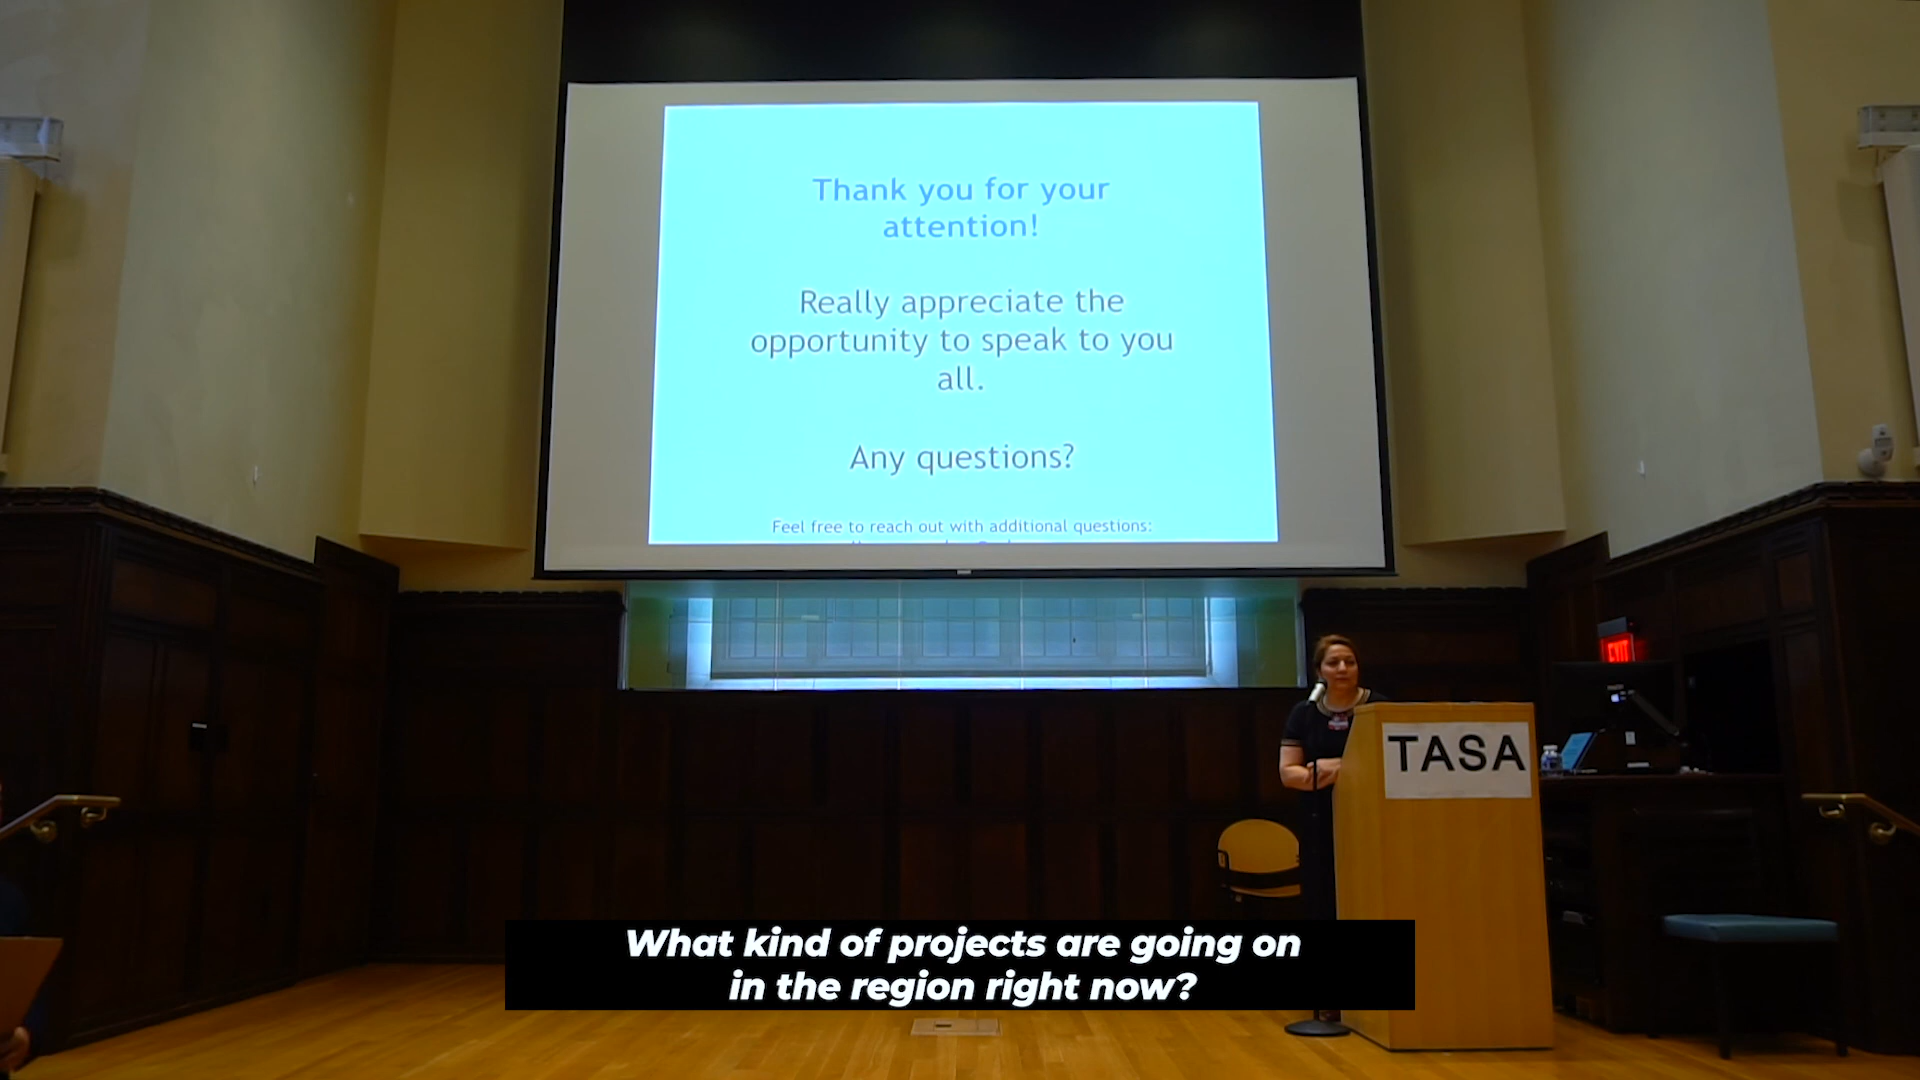 Thank you for your
attention!
Really appreciate the
opportunity to speak to you
all.
Any questions?
Feel free to reach out with additional questions:
EXIT
TASA
What kind of projects are going on
in the region right now?